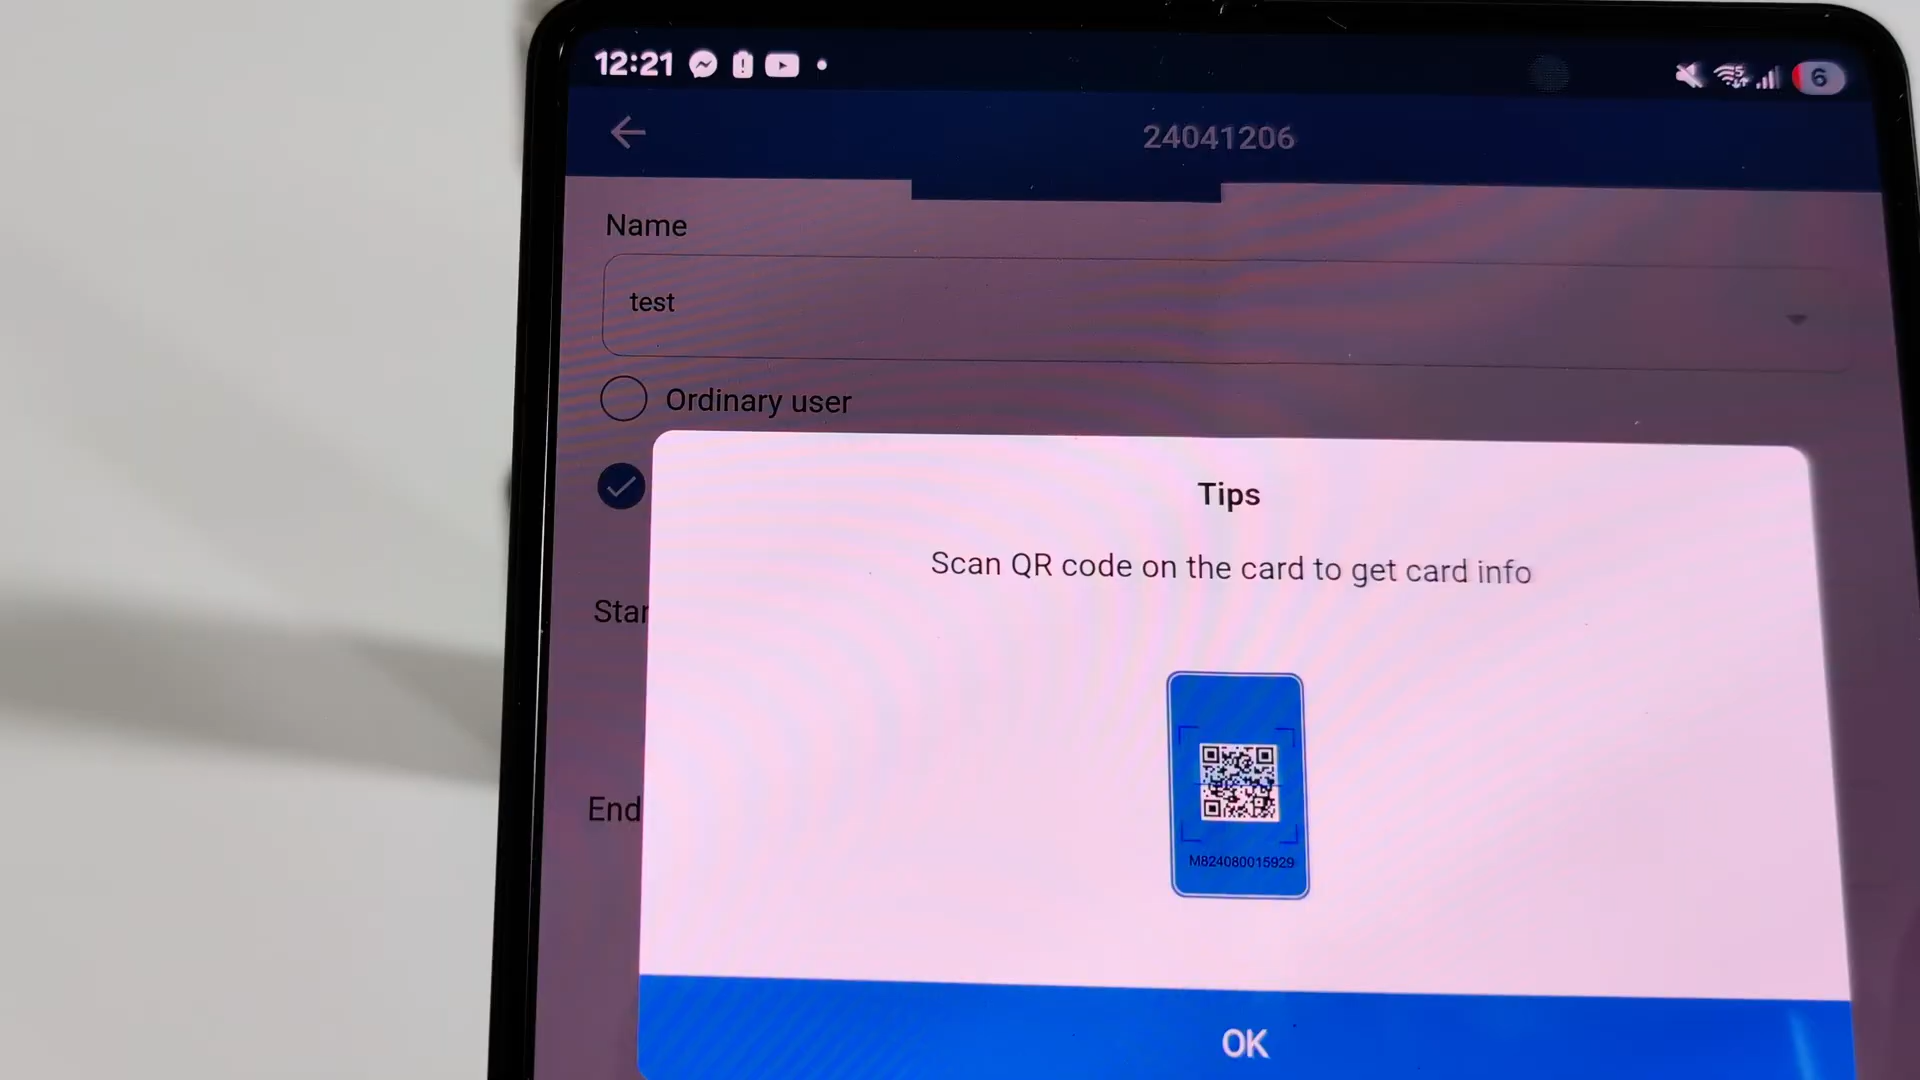 12:21
6
24041206
Name
test
Ordinary user
Tips
Scan QR code on the card to get card info
Star
End
M824080015929
OK